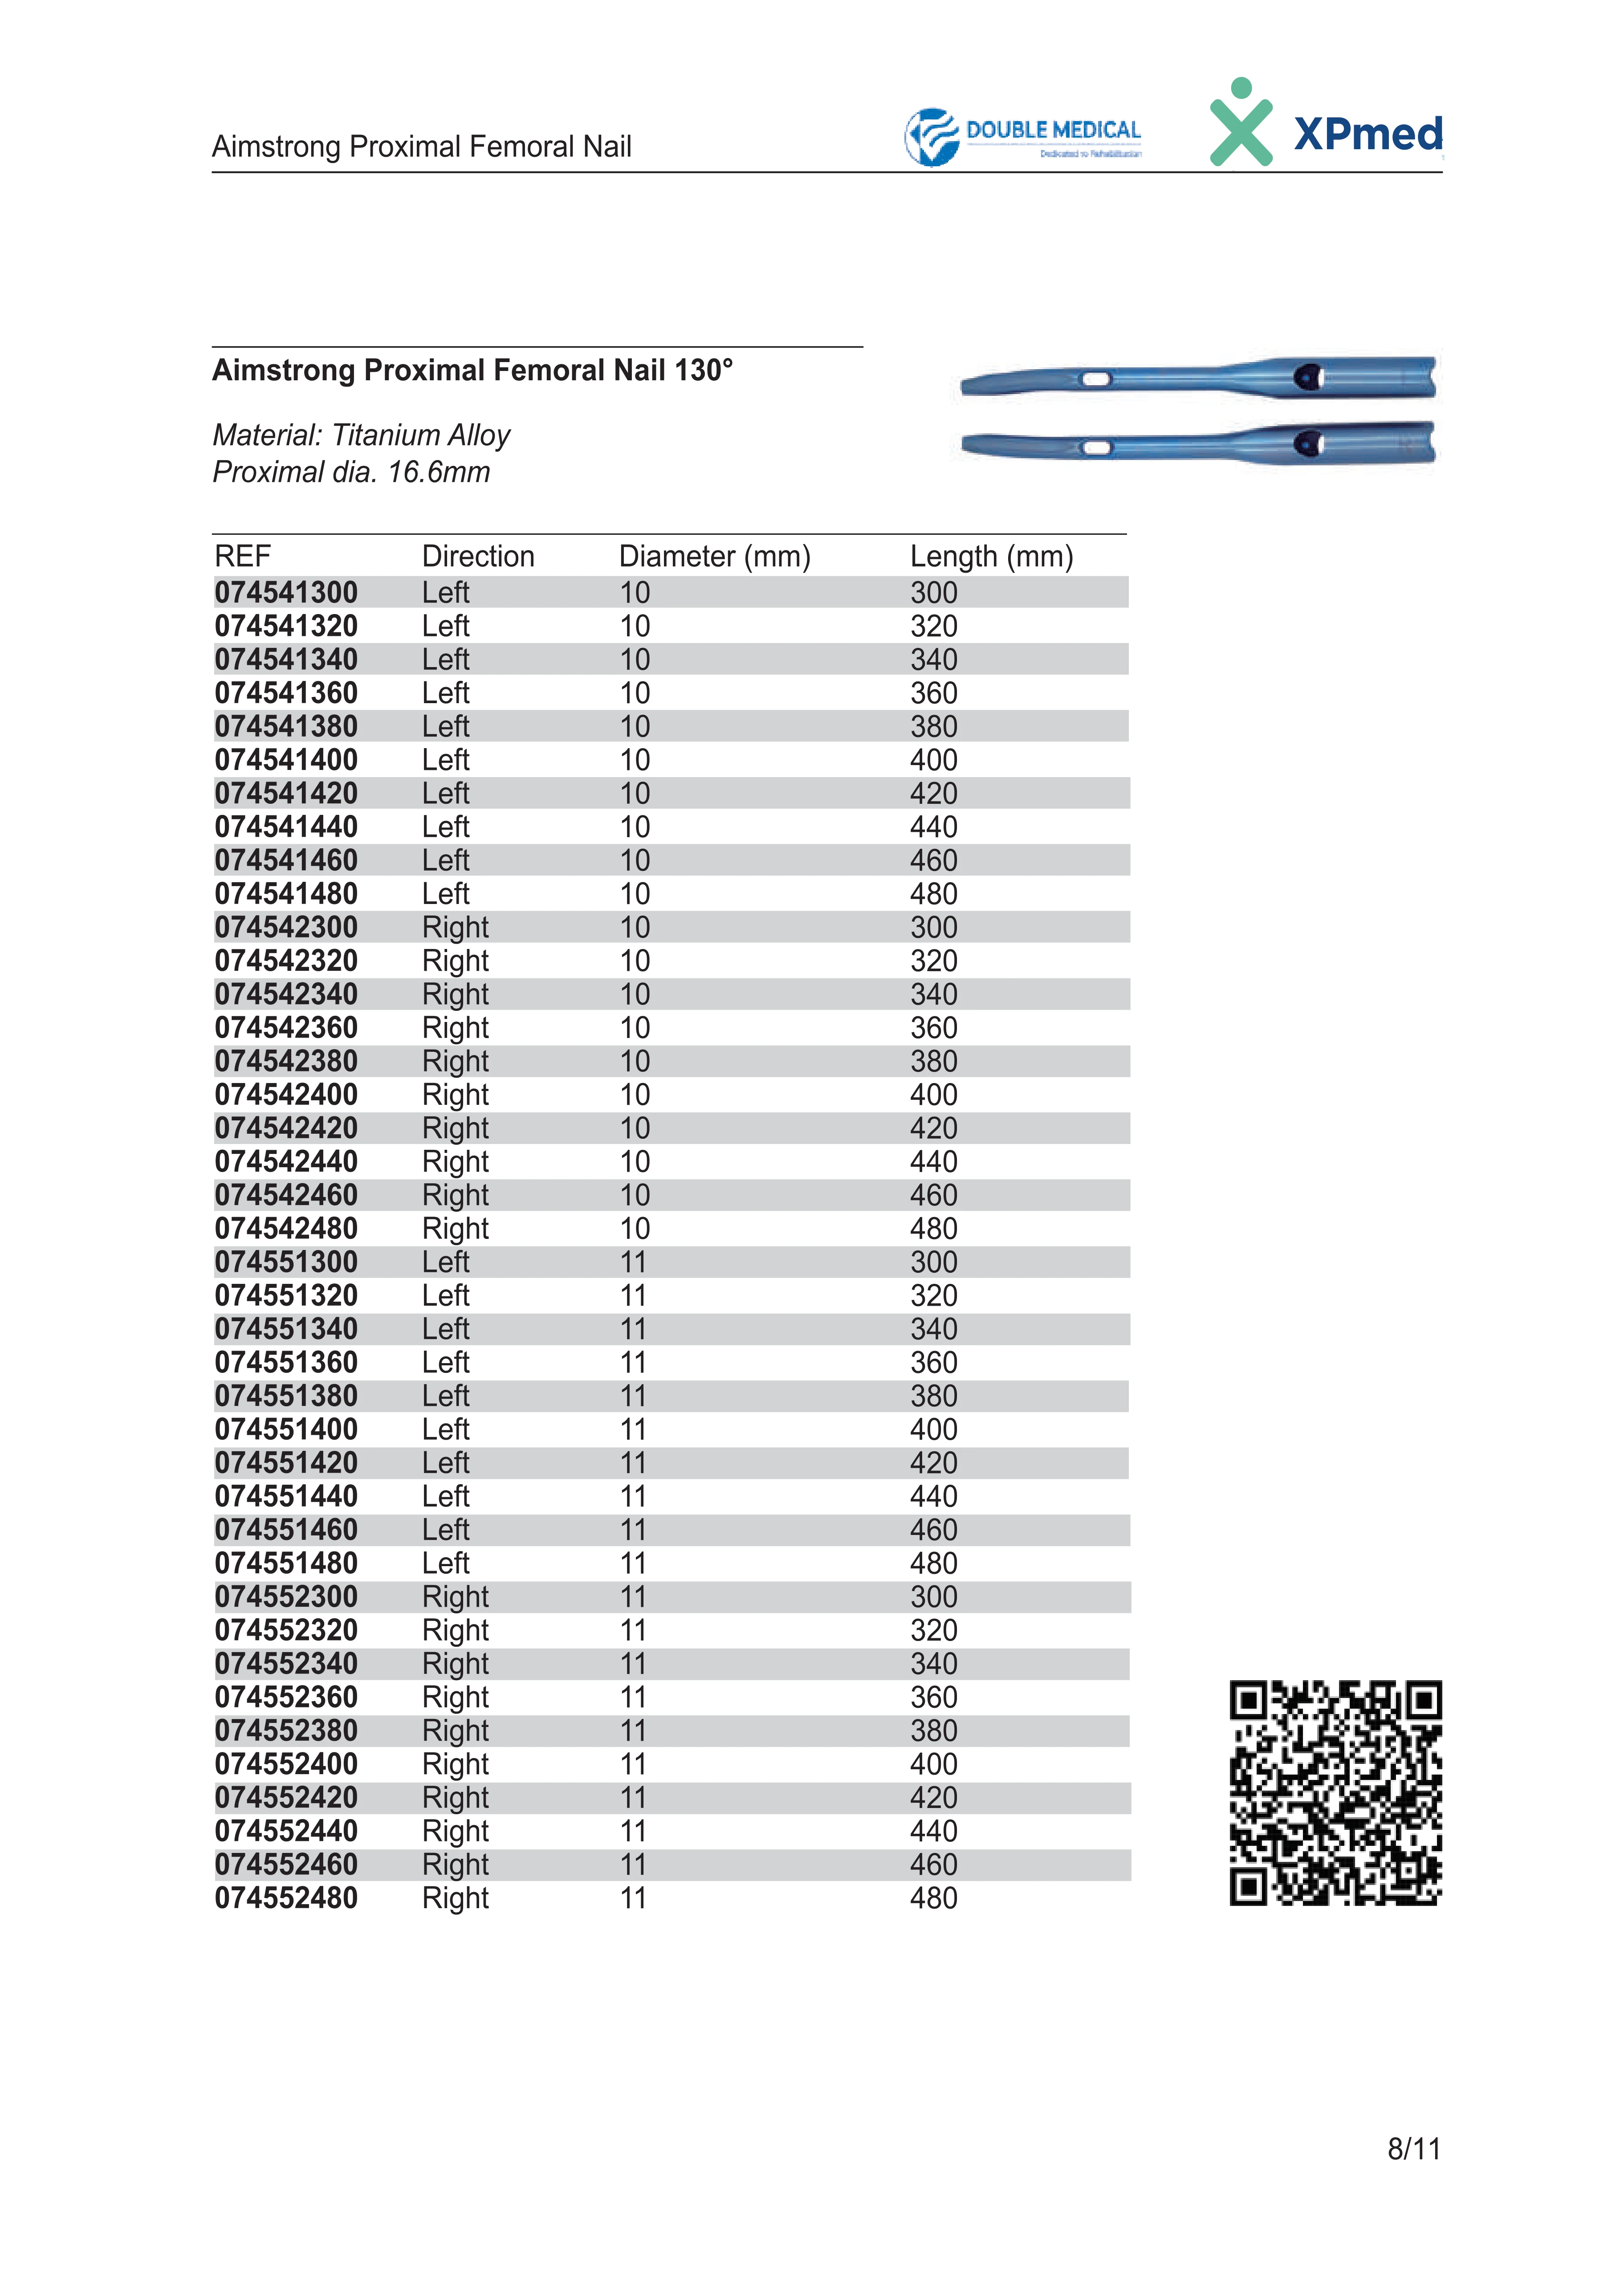 Aimstrong Proximal Femoral Nail
DOUBLE MEDICAL
Dedicated to Rehabilitation
XPmed
Aimstrong Proximal Femoral Nail 130°
Material: Titanium Alloy
Proximal dia. 16.6mm
REF Direction Diameter (mm) Length (mm)
074541300 Left 10 300
074541320 Left 10 320
074541340 Left 10 340
074541360 Left 10 360
074541380 Left 10 380
074541400 Left 10 400
074541420 Left 10 420
074541440 Left 10 440
074541460 Left 10 460
074541480 Left 10 480
074542300 Right 10 300
074542320 Right 10 320
074542340 Right 10 340
074542360 Right 10 360
074542380 Right 10 380
074542400 Right 10 400
074542420 Right 10 420
074542440 Right 10 440
074542460 Right 10 460
074542480 Right 10 480
074551300 Left 11 300
074551320 Left 11 320
074551340 Left 11 340
074551360 Left 11 360
074551380 Left 11 380
074551400 Left 11 400
074551420 Left 11 420
074551440 Left 11 440
074551460 Left 11 460
074551480 Left 11 480
074552300 Right 11 300
074552320 Right 11 320
074552340 Right 11 340
074552360 Right 11 360
074552380 Right 11 380
074552400 Right 11 400
074552420 Right 11 420
074552440 Right 11 440
074552460 Right 11 460
074552480 Right 11 480
8/11